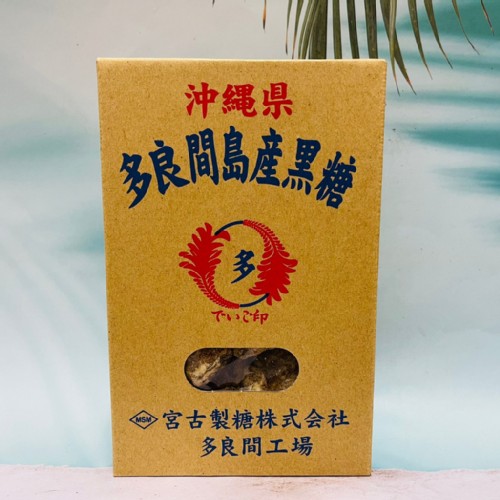 沖縄県
多良間島産黒糖
多
でいご印
MSM 宮古製糖株式会社
多良間工場